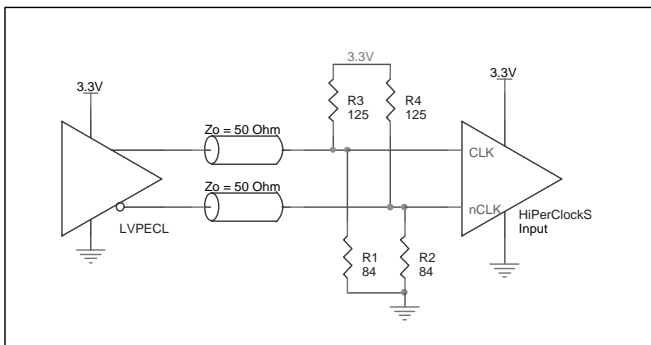 3.3V
3.3V
3.3V
R3
125
R4
125
Zo = 50 Ohm
CLK
Zo = 50 Ohm
nCLK
HiPerClockS
Input
LVPECL
R1
84
R2
84